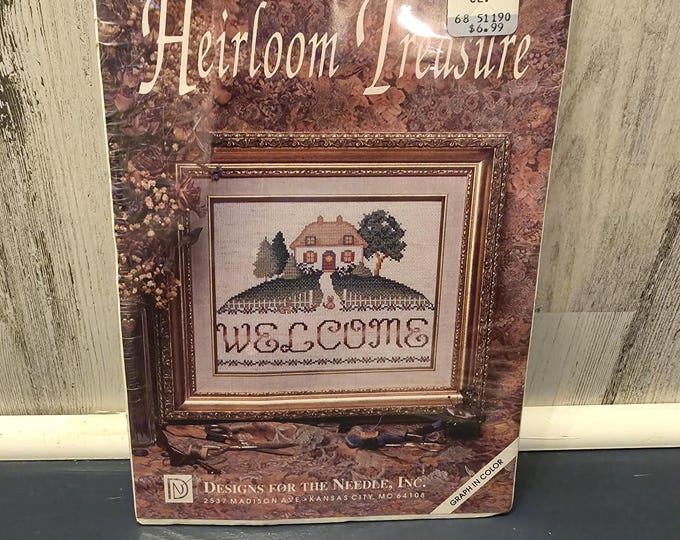 68 51190
$6.99
Heirloom Treasure
WELCOME
DESIGNS FOR THE NEEDLE, INC.
2537 MADISON AVE • KANSAS CITY, MO 64108
GRAPH IN COLOR